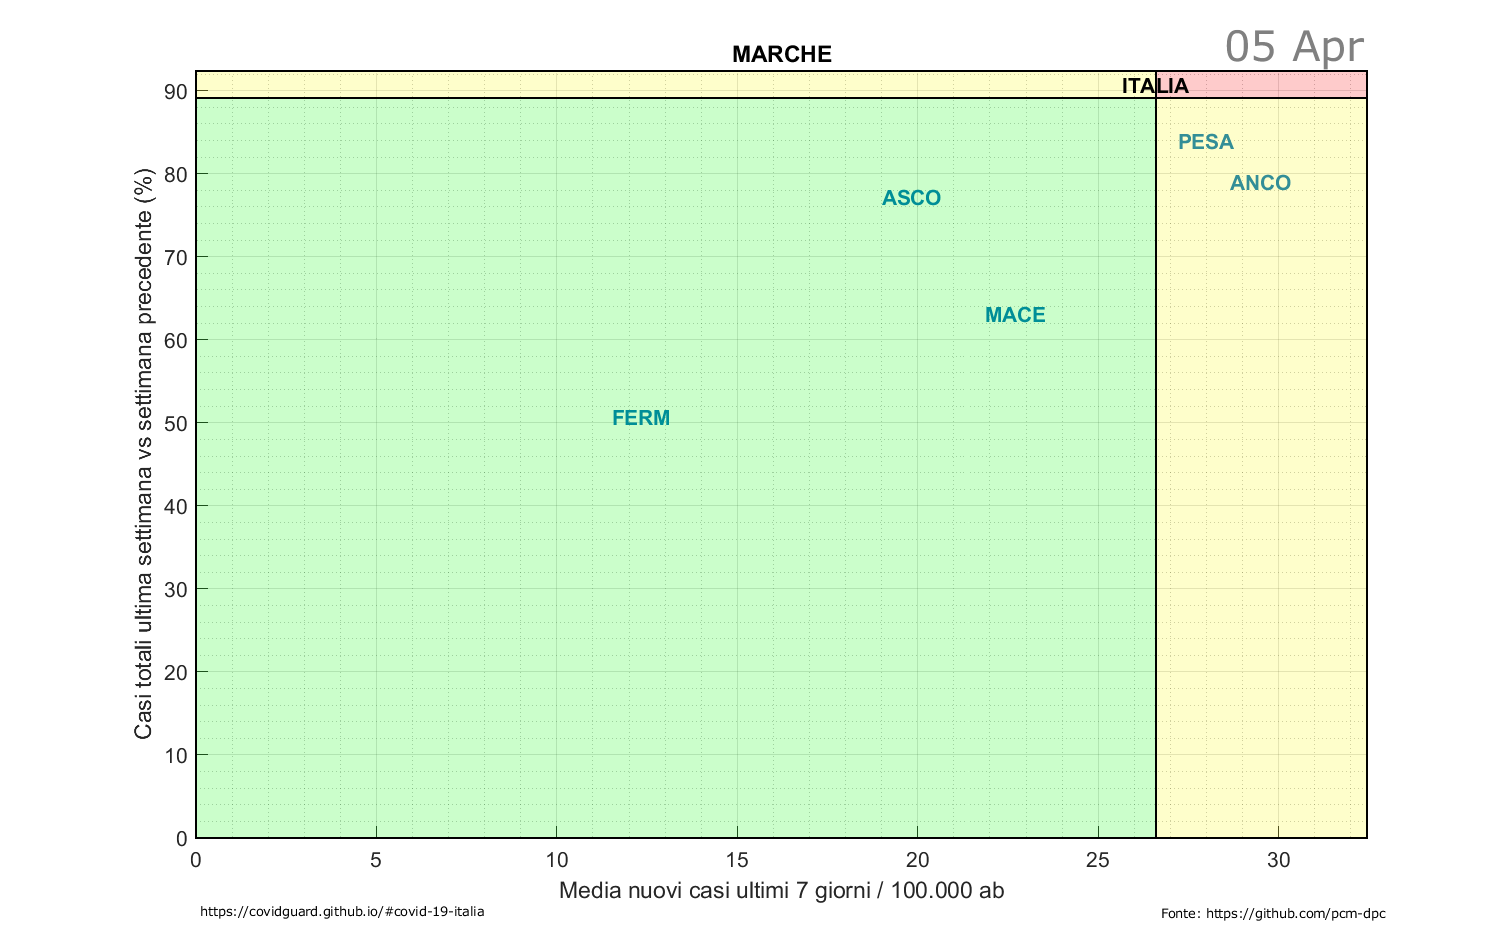 05 Apr
MARCHE
ITALIA
90
PESA
80
ANCO
ASCO
70
MACE
60
FERM
50
40
30
20
10
0
Casi totali ultima settimana vs settimana precedente (%)
0 5 10 15 20 25 30
Media nuovi casi ultimi 7 giorni / 100.000 ab
https://covidguard.github.io/#covid-19-italia
Fonte: https://github.com/pcm-dpc